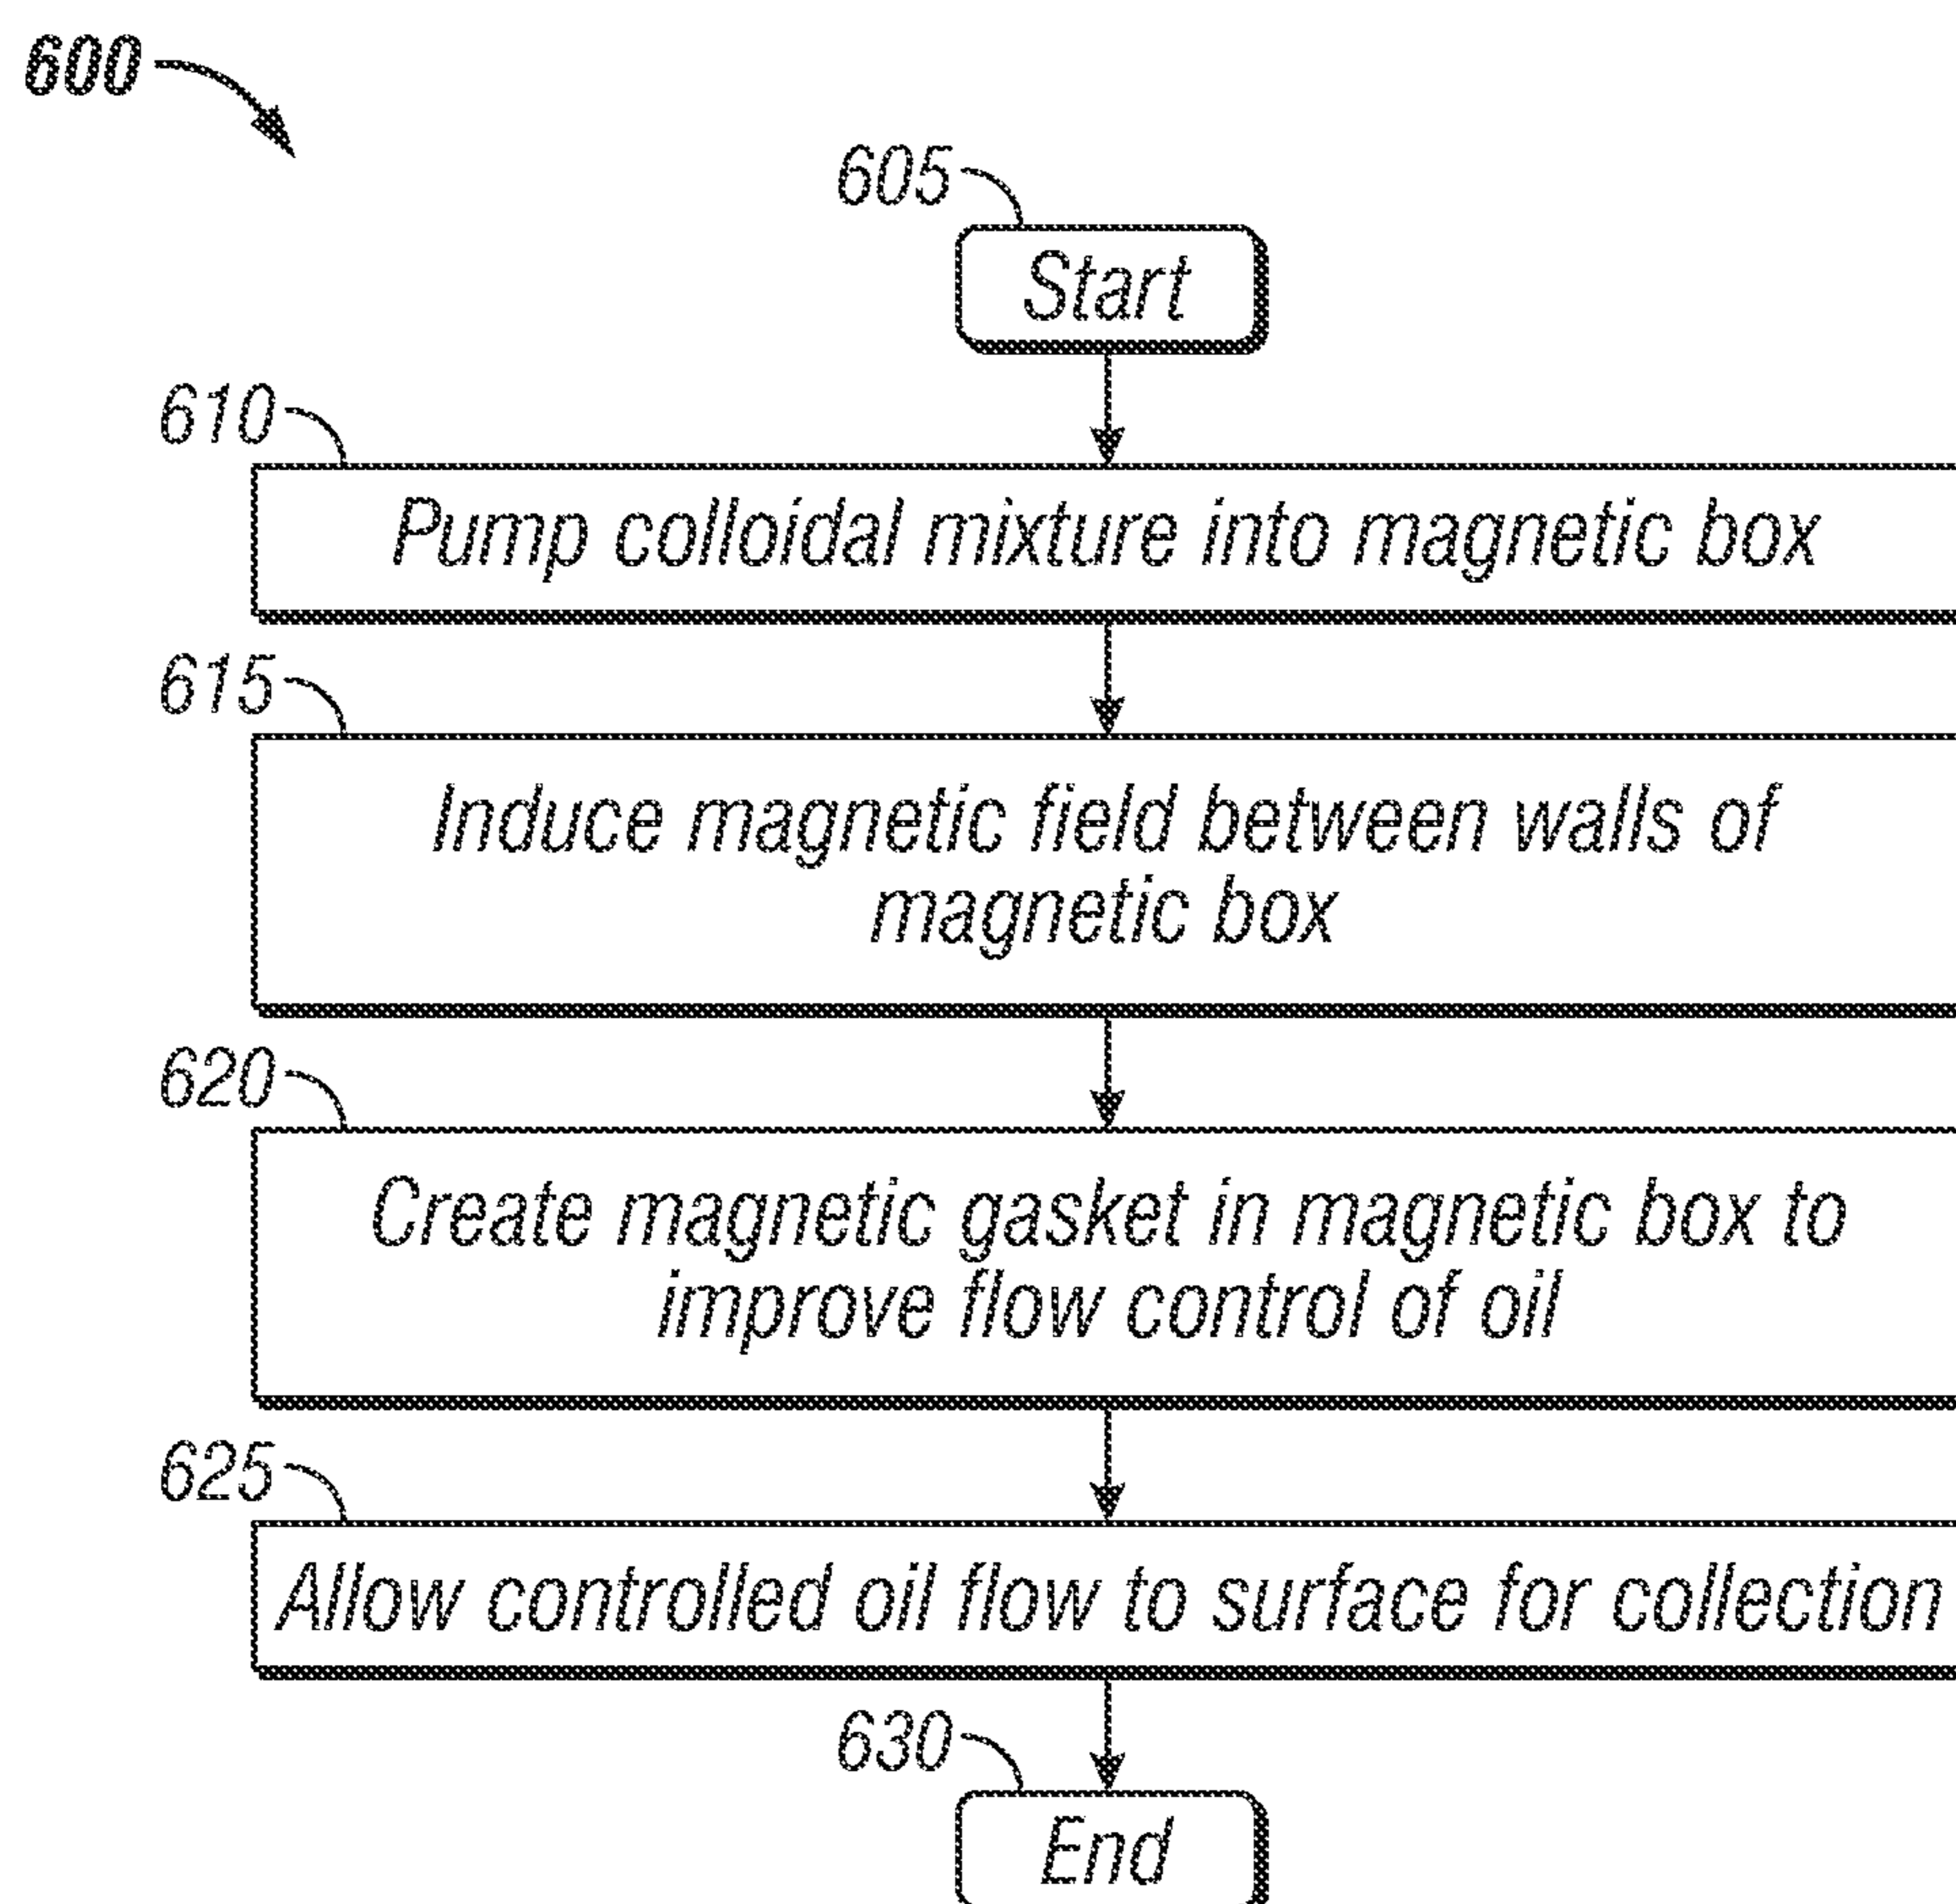 600
605
Start
610
Pump colloidal mixture into magnetic box
615
Induce magnetic field between walls of
magnetic box
620
Create magnetic gasket in magnetic box to
improve flow control of oil
625
Allow controlled oil flow to surface for collection
630
End